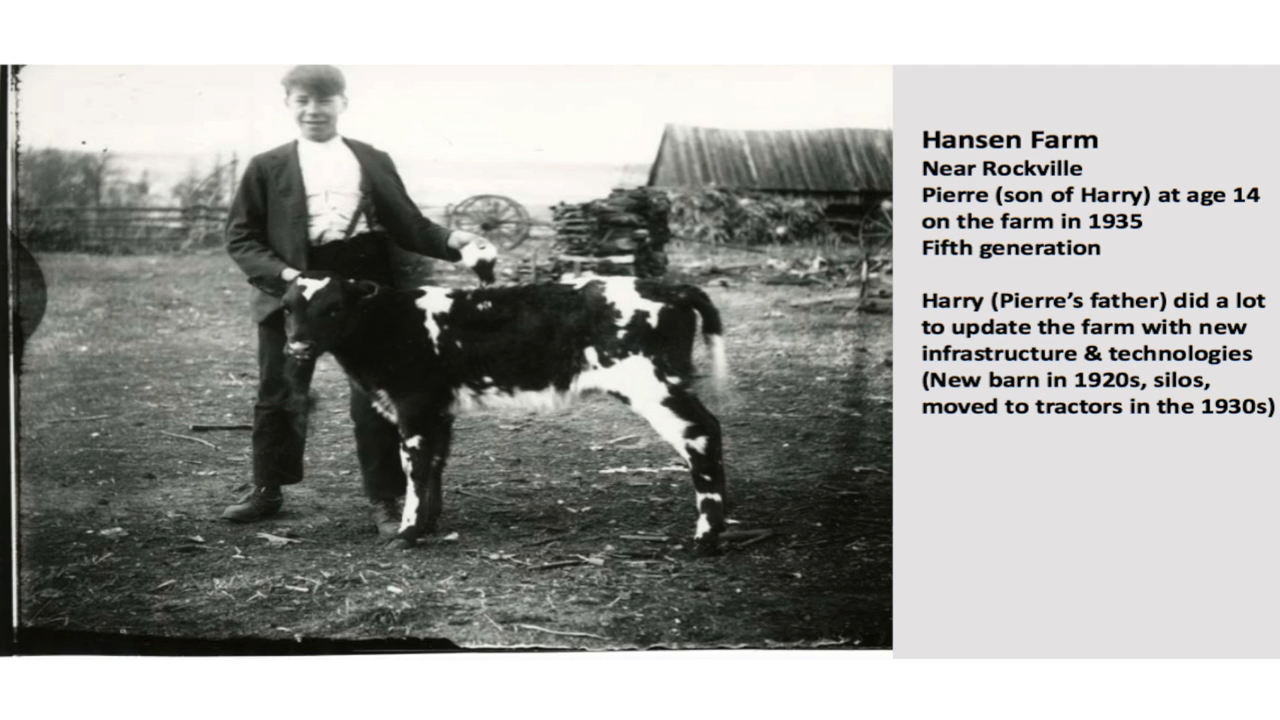 Hansen Farm
Near Rockville
Pierre (son of Harry) at age 14
on the farm in 1935
Fifth generation
Harry (Pierre’s father) did a lot
to update the farm with new
infrastructure & technologies
(New barn in 1920s, silos,
moved to tractors in the 1930s)